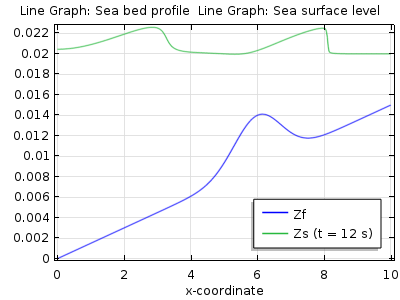 Line Graph: Sea bed profile Line Graph: Sea surface level
0.022
0.02
0.018
0.016
0.014
0.012
0.01
0.008
0.006
0.004
0.002
0
Zf
Zs (t = 12 s)
0 2 4 6 8 10
x-coordinate